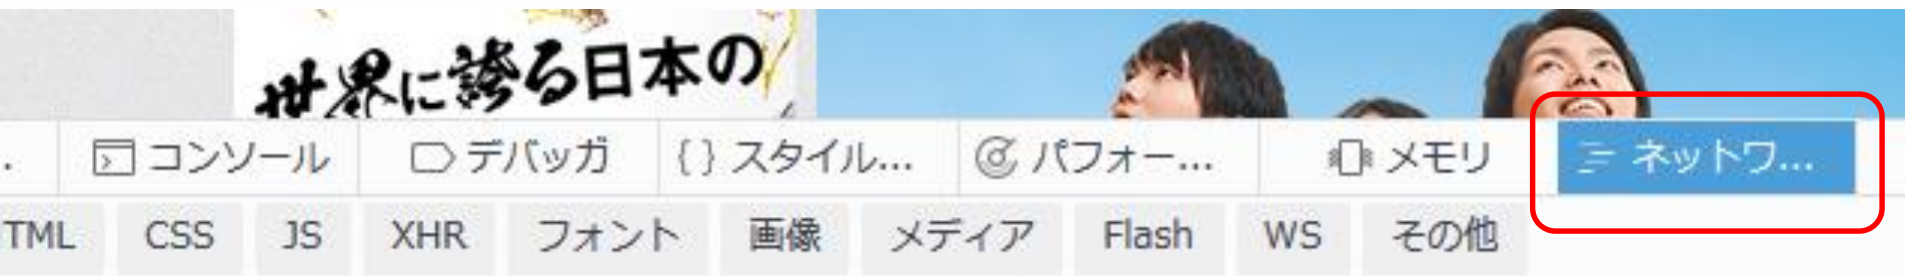 世界に誇る日本の
. コンソール デバッガ {} スタイル... パフォー... メモリ ネットワ...
TML CSS JS XHR フォント 画像 メディア Flash WS その他